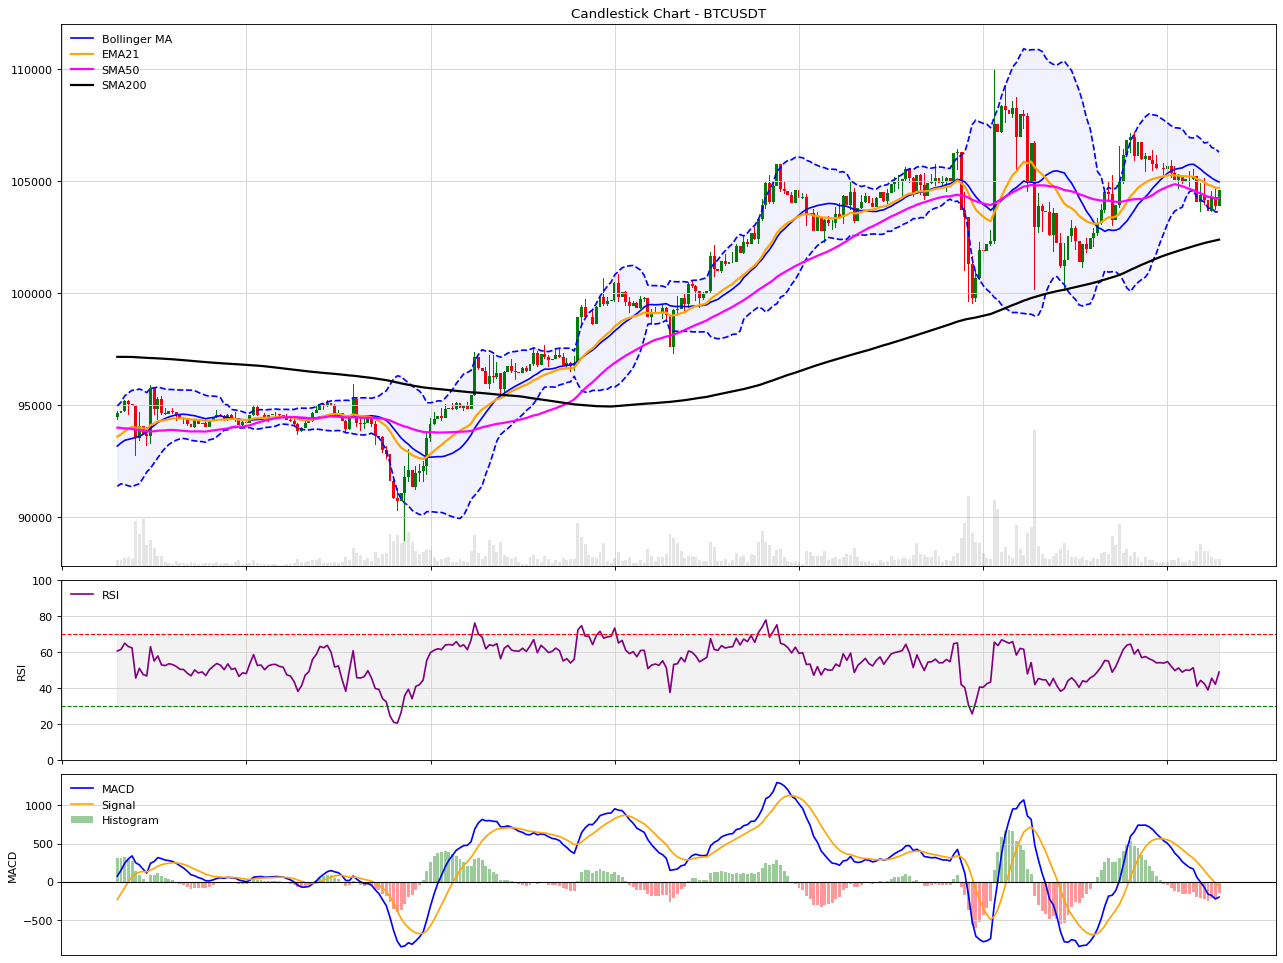 Candlestick Chart - BTCUSDT
Bollinger MA
EMA21
SMA50
SMA200
110000
105000
100000
95000
90000
RSI
100
80
60
40
20
0
RSI
MACD
Signal
Histogram
1000
500
0
−500
MACD